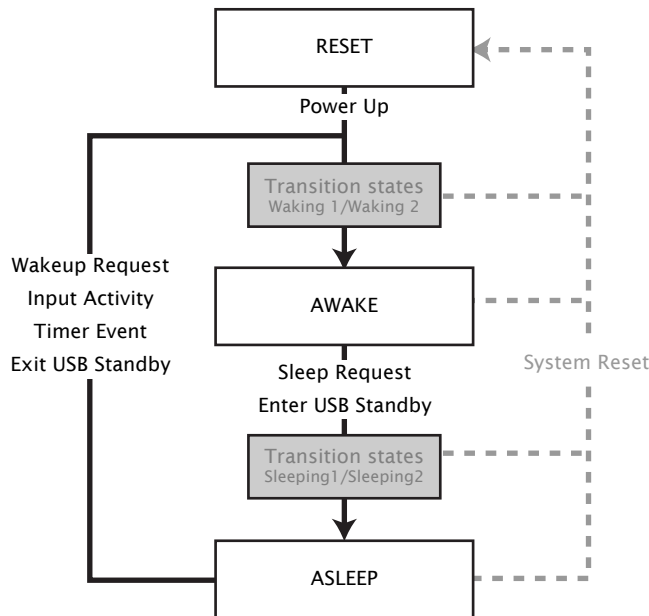 RESET
Power Up
Transition states
Waking 1/Waking 2
Wakeup Request
Input Activity
Timer Event
Exit USB Standby
AWAKE
Sleep Request
Enter USB Standby
System Reset
Transition states
Sleeping1/Sleeping2
ASLEEP